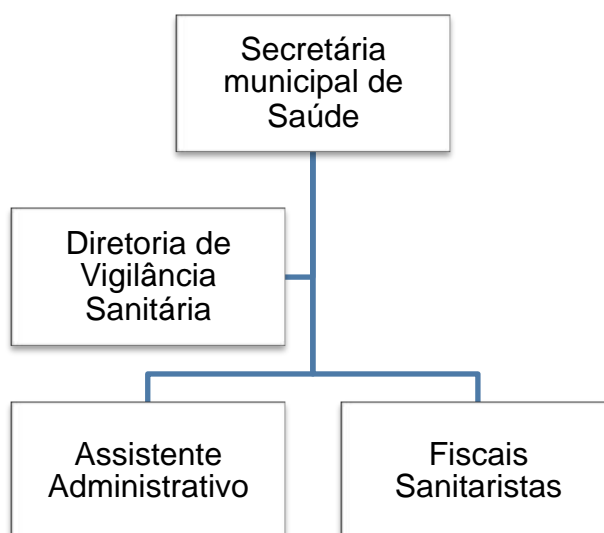 Secretária
municipal de
Saúde
Diretoria de
Vigilância
Sanitária
Assistente
Administrativo
Fiscais
Sanitaristas